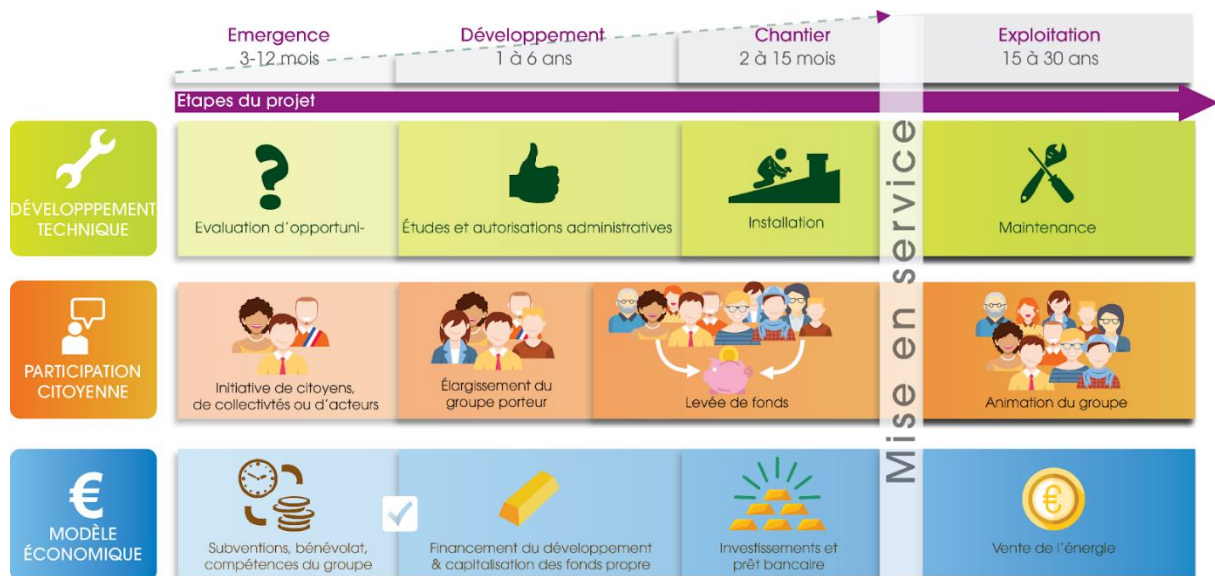 Emergence
3-12 mois
Développement
1 à 6 ans
Chantier
2 à 15 mois
Exploitation
15 à 30 ans
Etapes du projet
Mise en service
DÉVELOPPPEMENT
TECHNIQUE
Evaluation d'opportuni-
Études et autorisations administratives
Installation
Maintenance
PARTICIPATION
CITOYENNE
Initiative de citoyens,
de collectivtés ou d'acteurs
Élargissement du
groupe porteur
Levée de fonds
Animation du groupe
€
MODÈLE
ÉCONOMIQUE
Subventions, bénévolat,
compétences du groupe
Financement du développement
& capitalisation des fonds propre
Investissements et
prêt bancaire
€
Vente de l'énergie